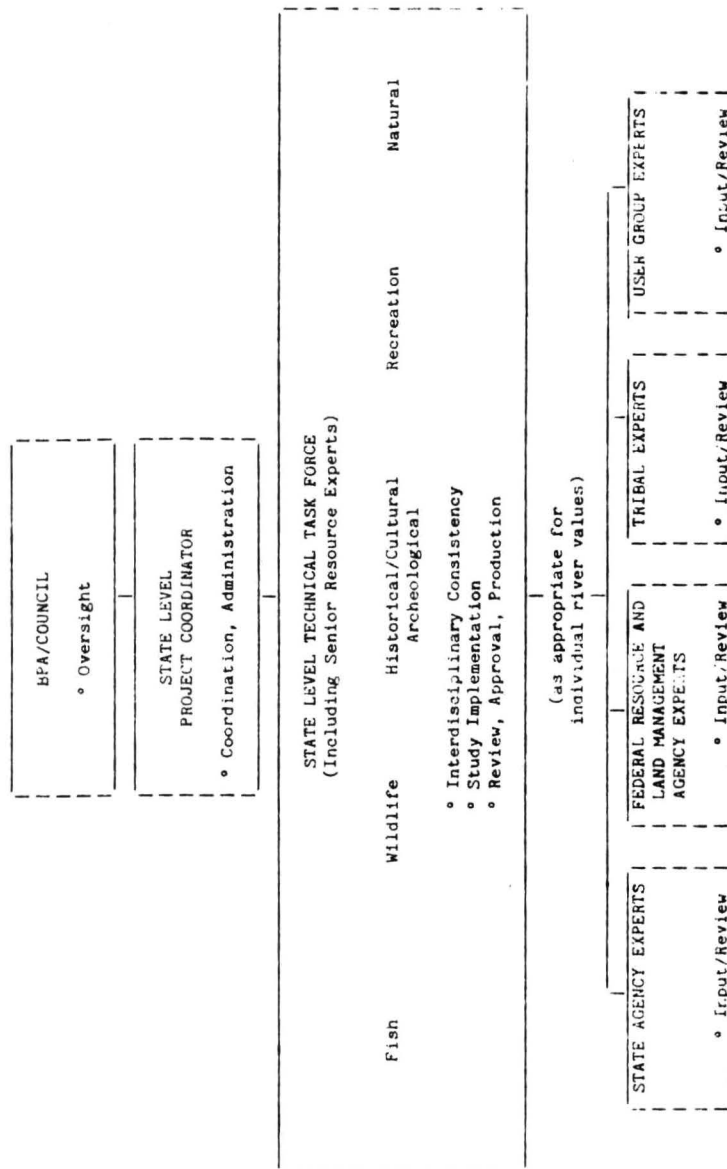 BPA/COUNCIL
° Oversight
STATE LEVEL
PROJECT COORDINATOR
° Coordination, Administration
STATE LEVEL TECHNICAL TASK FORCE
(Including Senior Resource Experts)
Fish Wildlife Historical/Cultural Recreation Natural
Archeological
° Interdisciplinary Consistency
° Study Implementation
° Review, Approval, Production
(as appropriate for
individual river values)
STATE AGENCY EXPERTS
° Input/Review
FEDERAL RESOURCE AND
LAND MANAGEMENT
AGENCY EXPERTS
° Input/Review
TRIBAL EXPERTS
° Input/Review
USER GROUP EXPERTS
° Input/Review